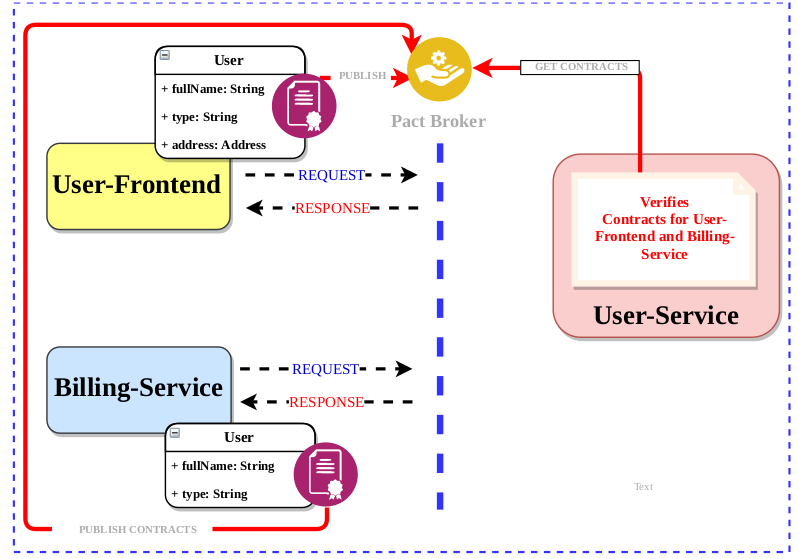 User
+ fullName: String
+ type: String
+ address: Address
PUBLISH
Pact Broker
GET CONTRACTS
User-Frontend
REQUEST
RESPONSE
Verifies
Contracts for User-
Frontend and Billing-
Service
User-Service
Billing-Service
REQUEST
RESPONSE
User
+ fullName: String
+ type: String
PUBLISH CONTRACTS
Text